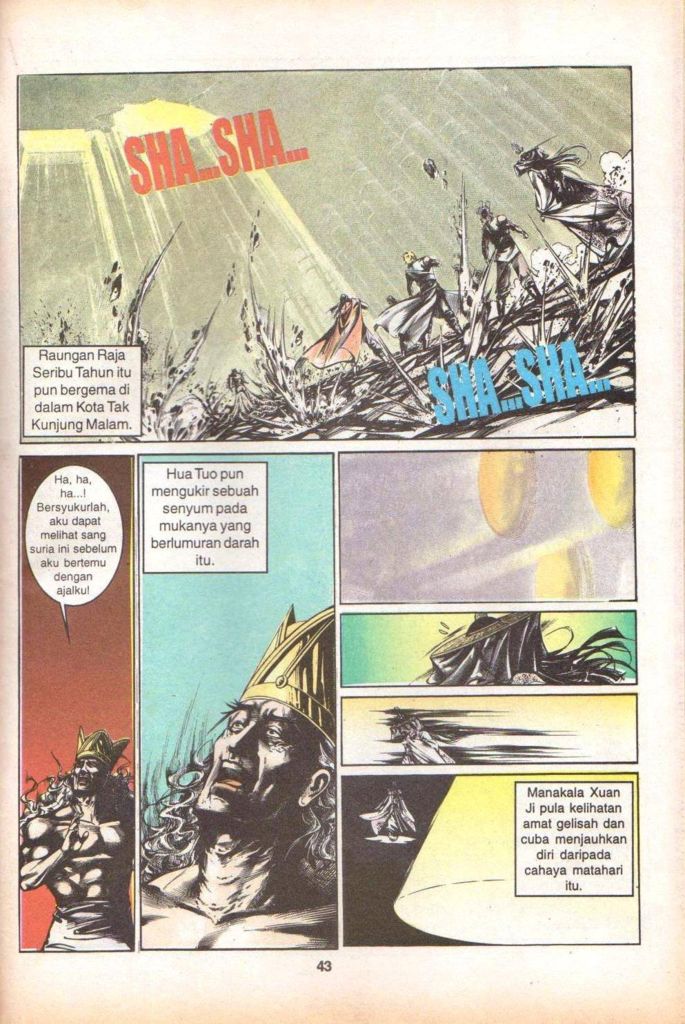 SHA...SHA...
Raungan Raja
Seribu Tahun itu
pun bergema di
dalam Kota Tak
Kunjung Malam.
SHA...SHA...
Ha, ha,
ha...!
Bersyukurlah,
aku dapat
melihat sang
suria ini sebelum
aku bertemu
dengan
ajalku!
Hua Tuo pun
mengukir sebuah
senyum pada
mukanya yang
berlumuran darah
itu.
Manakala Xuan
Ji pula kelihatan
amat gelisah dan
cuba menjauhkan
diri daripada
cahaya matahari
itu.
43